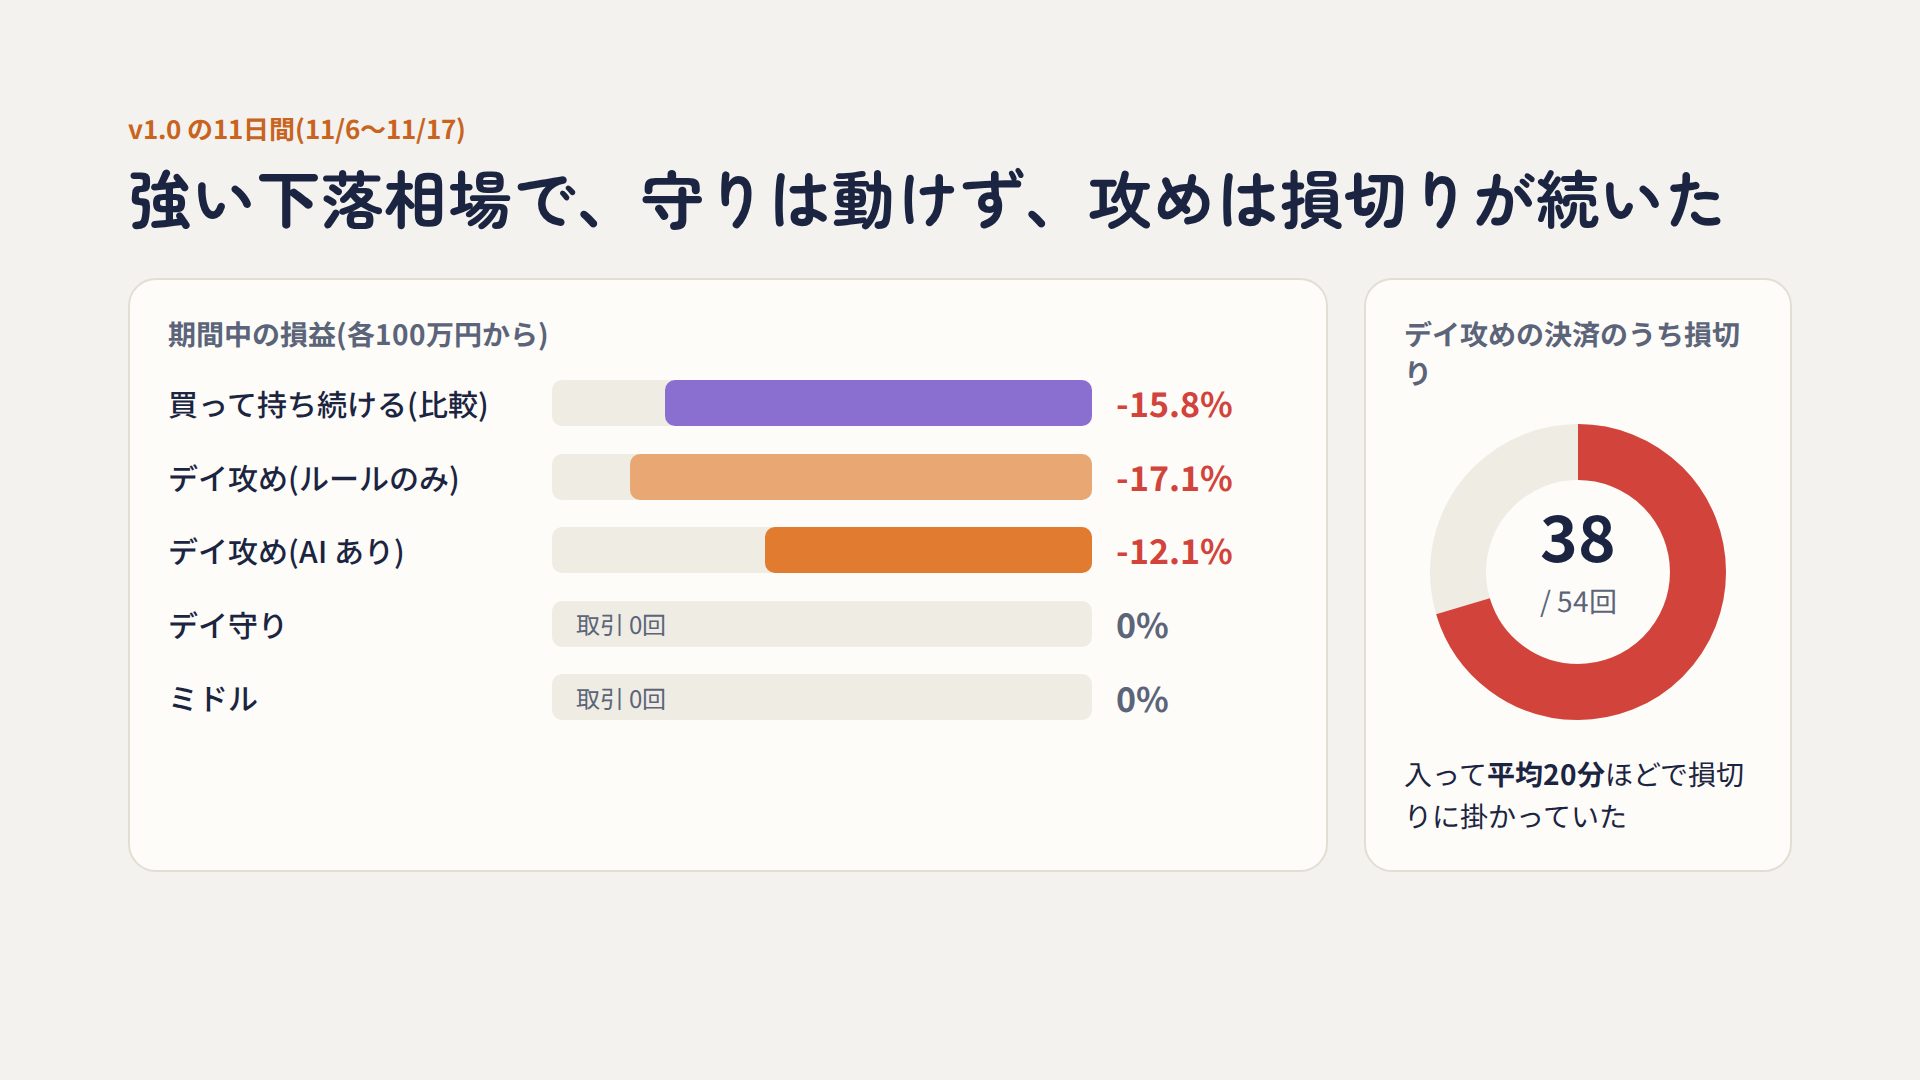 v1.0 の11日間(11/6〜11/17)
強い下落相場で、守りは動けず、攻めは損切りが続いた
期間中の損益(各100万円から)
買って持ち続ける(比較)
-15.8%
デイ攻め(ルールのみ)
-17.1%
デイ攻め(AI あり)
-12.1%
デイ守り
取引 0回
0%
ミドル
取引 0回
0%
デイ攻めの決済のうち損切
り
38
/ 54回
入って平均20分ほどで損切
りに掛かっていた